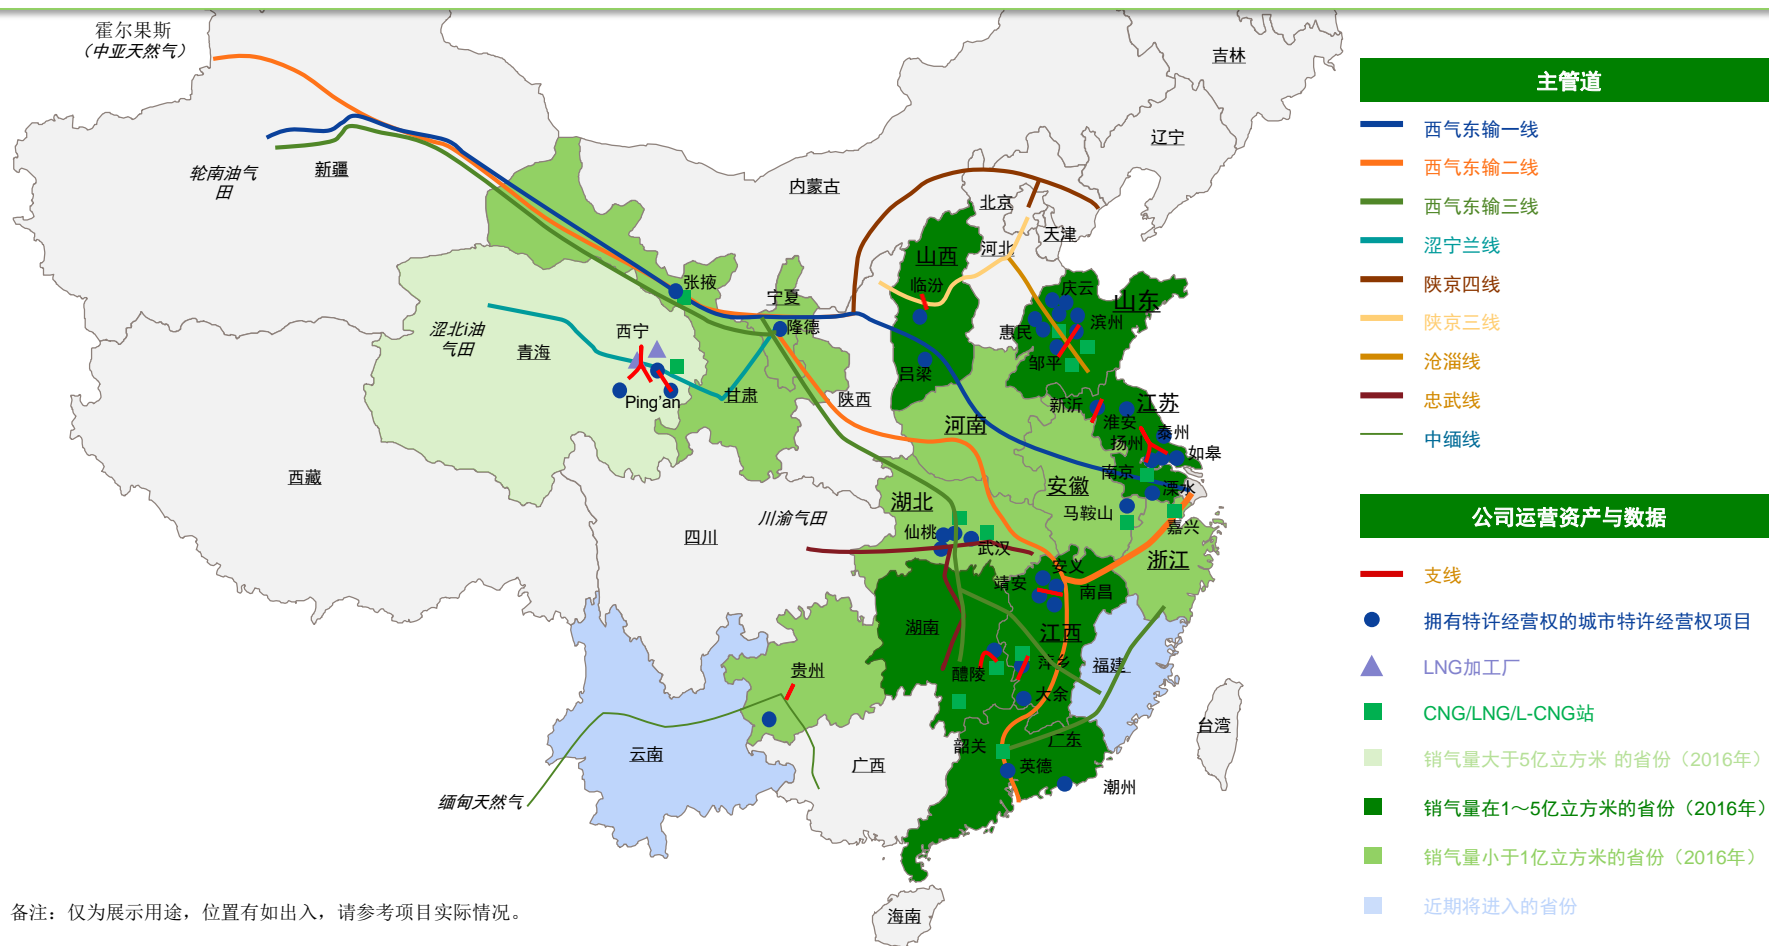 霍尔果斯
（中亚天然气）
吉林
辽宁
轮南油气
田
新疆
内蒙古
北京
天津
河北
山西
临汾
张掖
宁夏
隆德
庆云
山东
滨州
惠民
邹平
涩北i油
气田
青海
西宁
Ping'an
甘肃
吕梁
陕西
新沂
江苏
淮安
泰州
扬州
如皋
河南
南京
溧水
西藏
安徽
马鞍山
嘉兴
湖北
川渝气田
四川
仙桃
武汉
浙江
安义
靖安
南昌
湖南
江西
贵州
醴陵
萍乡
福建
大余
云南
韶关
广东
台湾
广西
英德
潮州
缅甸天然气
海南
备注：仅为展示用途，位置有如出入，请参考项目实际情况。
主管道
西气东输一线
西气东输二线
西气东输三线
涩宁兰线
陕京四线
陕京三线
沧淄线
忠武线
中缅线
公司运营资产与数据
支线
拥有特许经营权的城市特许经营权项目
LNG加工厂
CNG/LNG/L-CNG站
销气量大于5亿立方米 的省份（2016年）
销气量在1～5亿立方米的省份（2016年）
销气量小于1亿立方米的省份（2016年）
近期将进入的省份